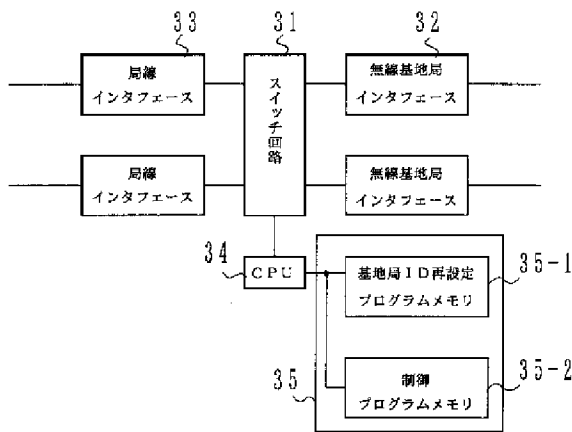 33
31
32
局線
インタフェース
スイッチ回路
無線基地局
インタフェース
局線
インタフェース
無線基地局
インタフェース
34
CPU
基地局ID再設定
プログラムメモリ
35-1
制御
プログラムメモリ
35-2
35